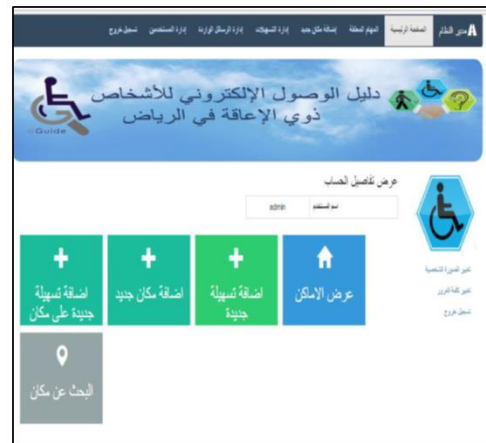 مدير النظام
الصفحة الرئيسية
المهام المعلقة
إضافة مكان جديد
إدارة التسهيلات
إدارة الرسائل الواردة
إدارة المستخدمين
تسجيل خروج
دليل الوصول الإلكتروني للأشخاص
ذوي الإعاقة في الرياض
eGuide
عرض تفاصيل الحساب
اسم المستخدم
admin
تغيير الصورة الشخصية
تغيير كلمة المرور
تسجيل خروج
عرض الاماكن
اضافة تسهيلة
جديدة
اضافة مكان جديد
اضافة تسهيلة
جديدة على مكان
البحث عن مكان